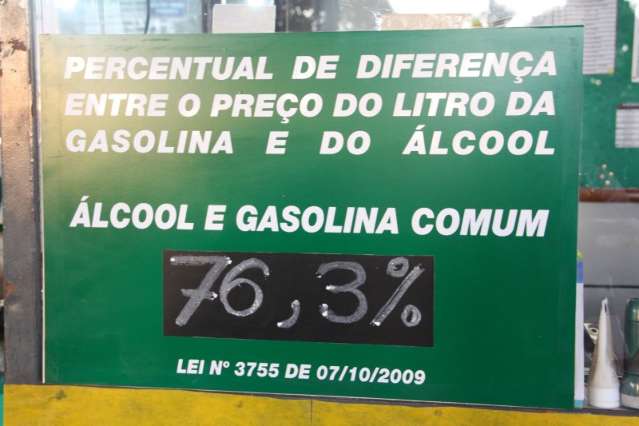 PERCENTUAL DE DIFERENÇA
ENTRE O PREÇO DO LITRO DA
GASOLINA E DO ÁLCOOL
ÁLCOOL E GASOLINA COMUM
76,3%
LEI Nº 3755 DE 07/10/2009